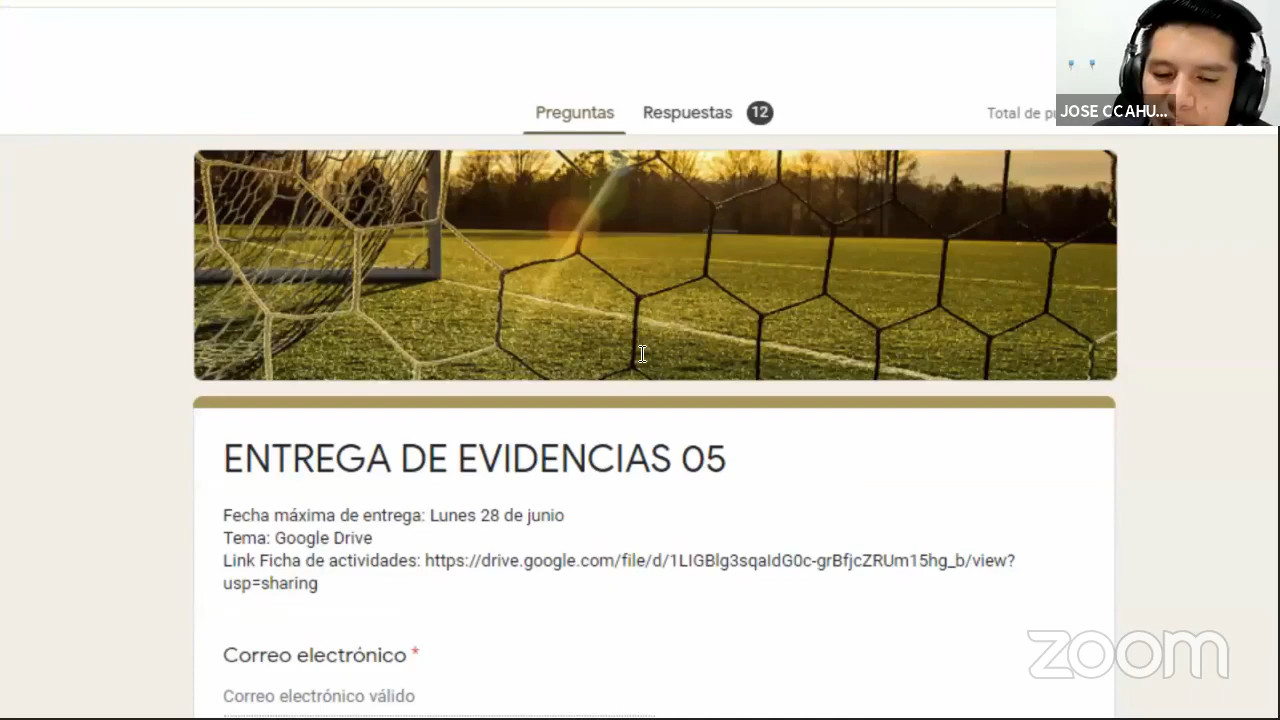 Preguntas Respuestas 12 Total de
JOSE CCAHU...
ENTREGA DE EVIDENCIAS 05
Fecha máxima de entrega: Lunes 28 de junio
Tema: Google Drive
Link Ficha de actividades: https://drive.google.com/file/d/1LIGBlg3sqaIdG0c-grBfjcZRUm15hg_b/view?
usp=sharing
Correo electrónico *
Correo electrónico válido
zoom